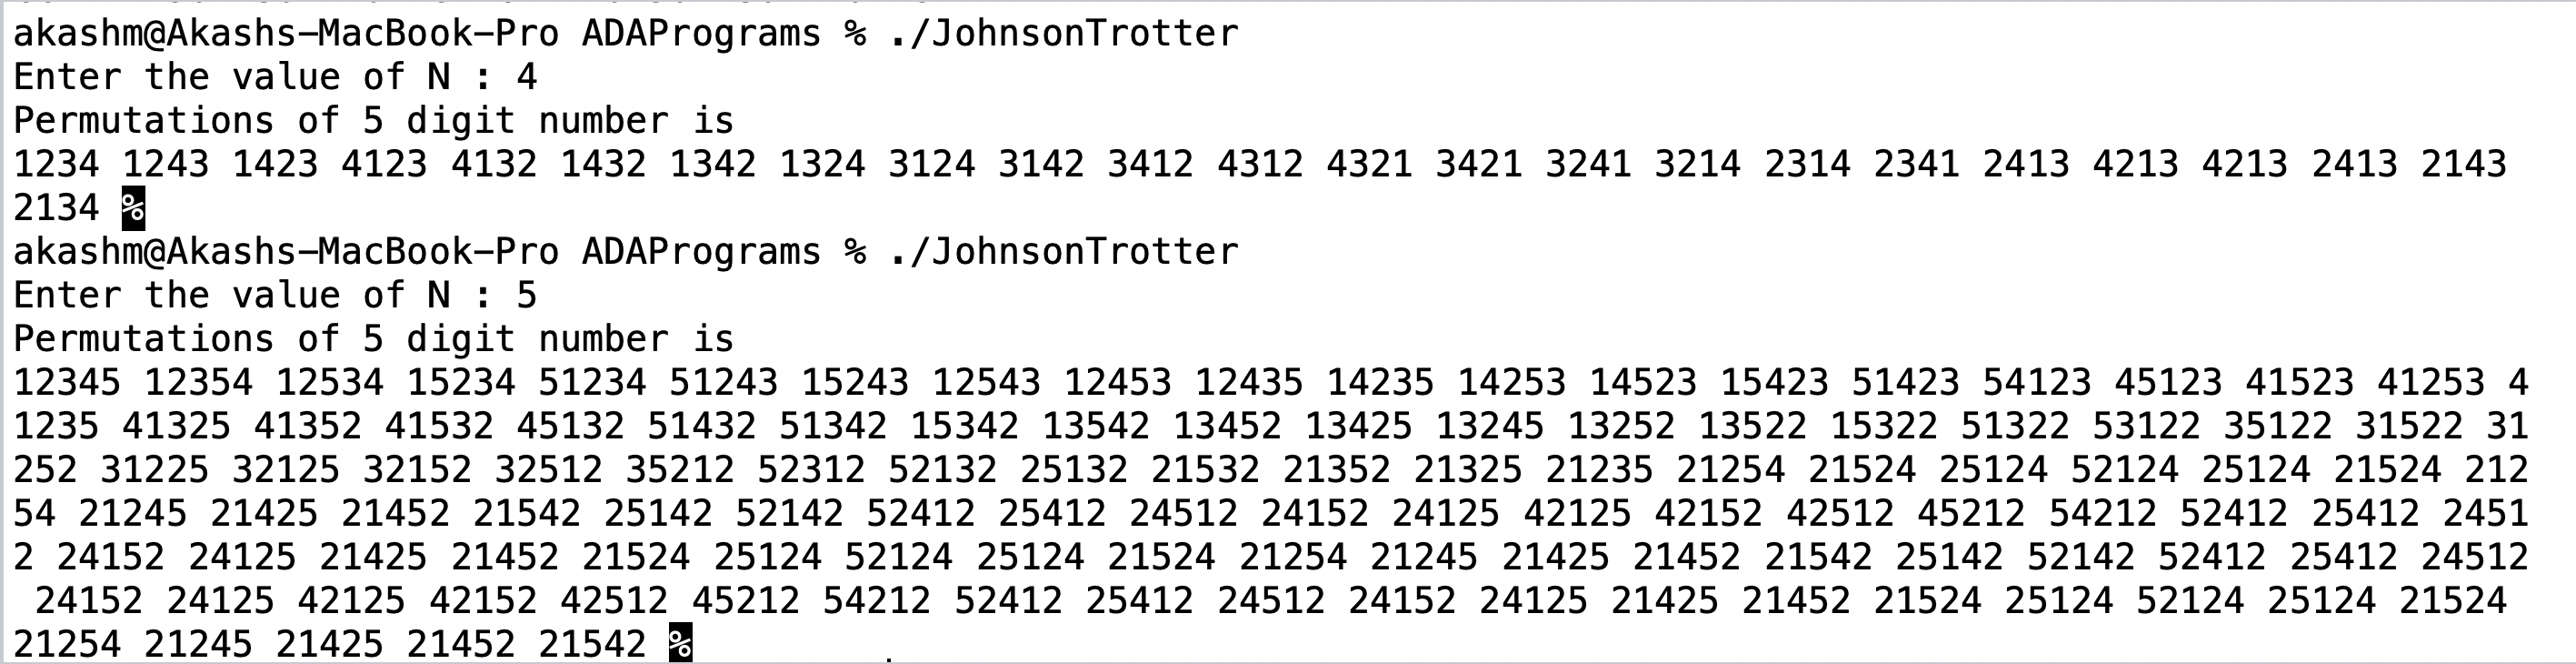 akashm@Akashs-MacBook-Pro ADAPrograms % ./JohnsonTrotter
Enter the value of N : 4
Permutations of 5 digit number is
1234 1243 1423 4123 4132 1432 1342 1324 3124 3142 3412 4312 4321 3421 3241 3214 2314 2341 2413 4213 4213 2413 2143
2134 %
akashm@Akashs-MacBook-Pro ADAPrograms % ./JohnsonTrotter
Enter the value of N : 5
Permutations of 5 digit number is
12345 12354 12534 15234 51234 51243 15243 12543 12453 12435 14235 14253 14523 15423 51423 54123 45123 41523 41253 4
1235 41325 41352 41532 45132 51432 51342 15342 13542 13452 13425 13245 13252 13522 15322 51322 53122 35122 31522 31
252 31225 32125 32152 32512 35212 52312 52132 25132 21532 21352 21325 21235 21254 21524 25124 52124 25124 21524 212
54 21245 21425 21452 21542 25142 52142 52412 25412 24512 24152 24125 42125 42152 42512 45212 54212 52412 25412 2451
2 24152 24125 21425 21452 21524 25124 52124 25124 21524 21254 21245 21425 21452 21542 25142 52142 52412 25412 24512
24152 24125 42125 42152 42512 45212 54212 52412 25412 24512 24152 24125 21425 21452 21524 25124 52124 25124 21524
21254 21245 21425 21452 21542 %